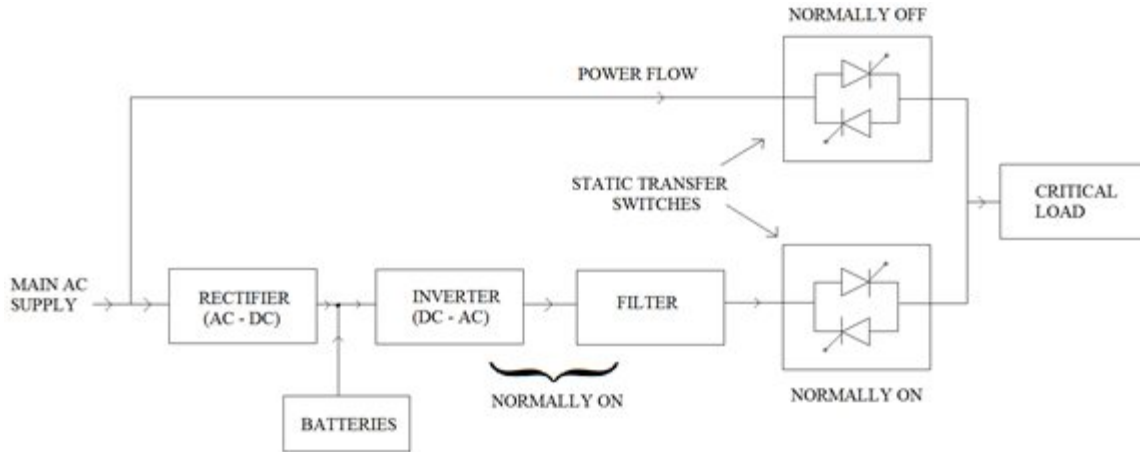 NORMALLY OFF
POWER FLOW
STATIC TRANSFER
SWITCHES
CRITICAL
LOAD
MAIN AC
SUPPLY
RECTIFIER
(AC - DC)
INVERTER
(DC - AC)
FILTER
NORMALLY ON
NORMALLY ON
BATTERIES